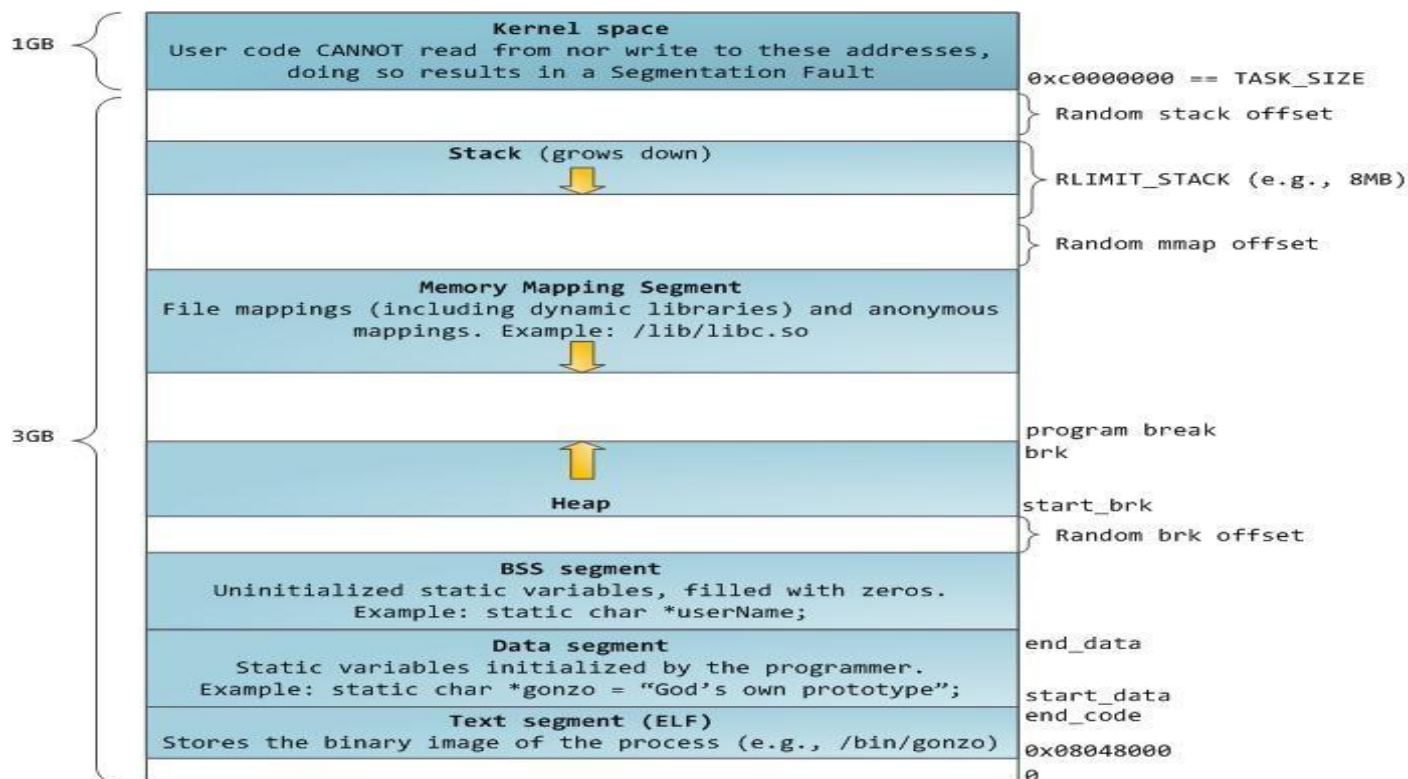 1GB
Kernel space
User code CANNOT read from nor write to these addresses,
doing so results in a Segmentation Fault
0xc0000000 == TASK_SIZE
Random stack offset
Stack (grows down)
RLIMIT_STACK (e.g., 8MB)
Random mmap offset
Memory Mapping Segment
File mappings (including dynamic libraries) and anonymous
mappings. Example: /lib/libc.so
3GB
program break
brk
Heap
start_brk
Random brk offset
BSS segment
Uninitialized static variables, filled with zeros.
Example: static char *userName;
Data segment
Static variables initialized by the programmer.
Example: static char *gonzo = “God’s own prototype”;
end_data
start_data
Text segment (ELF)
Stores the binary image of the process (e.g., /bin/gonzo)
end_code
0x08048000
0